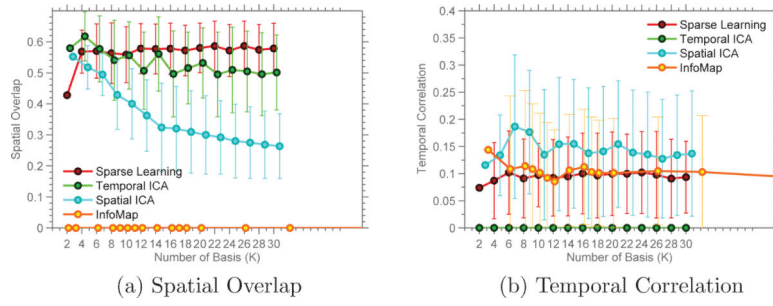 Spatial Overlap
0.6
0.5
0.4
0.3
0.2
0.1
0
Sparse Learning
Temporal ICA
Spatial ICA
InfoMap
2 4 6 8 10 12 14 16 18 20 22 24 26 28 30
Number of Basis (K)
(a) Spatial Overlap
Temporal Correlation
0.4
0.35
0.3
0.25
0.2
0.15
0.1
0.05
0
Sparse Learning
Temporal ICA
Spatial ICA
InfoMap
2 4 6 8 10 12 14 16 18 20 22 24 26 28 30
Number of Basis (K)
(b) Temporal Correlation